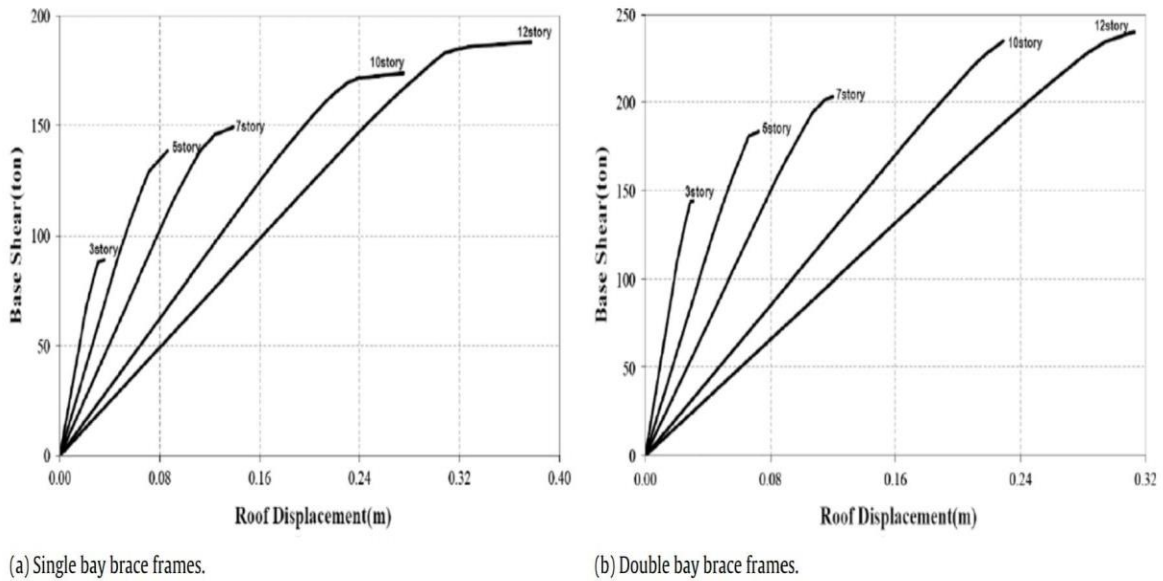 200
150
100
50
0
Base Shear(ton)
3story
5story
7story
10story
12story
0.00 0.08 0.16 0.24 0.32 0.40
Roof Displacement(m)
(a) Single bay brace frames.
250
200
150
100
50
0
Base Shear(ton)
3story
5story
7story
10story
12story
0.00 0.08 0.16 0.24 0.32
Roof Displacement(m)
(b) Double bay brace frames.